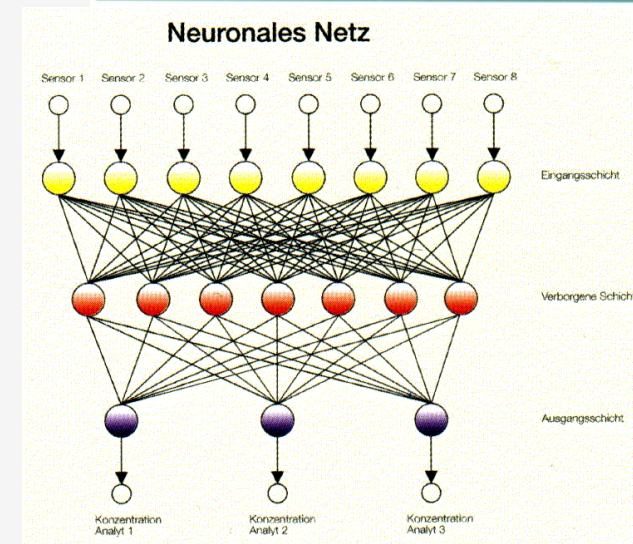 Neuronales Netz
Sensor 1 Sensor 2 Sensor 3 Sensor 4 Sensor 5 Sensor 6 Sensor 7 Sensor 8
Eingangsschicht
Verborgene Schicht
Ausgangsschicht
Konzentration Konzentration Konzentration
Analyt 1 Analyt 2 Analyt 3